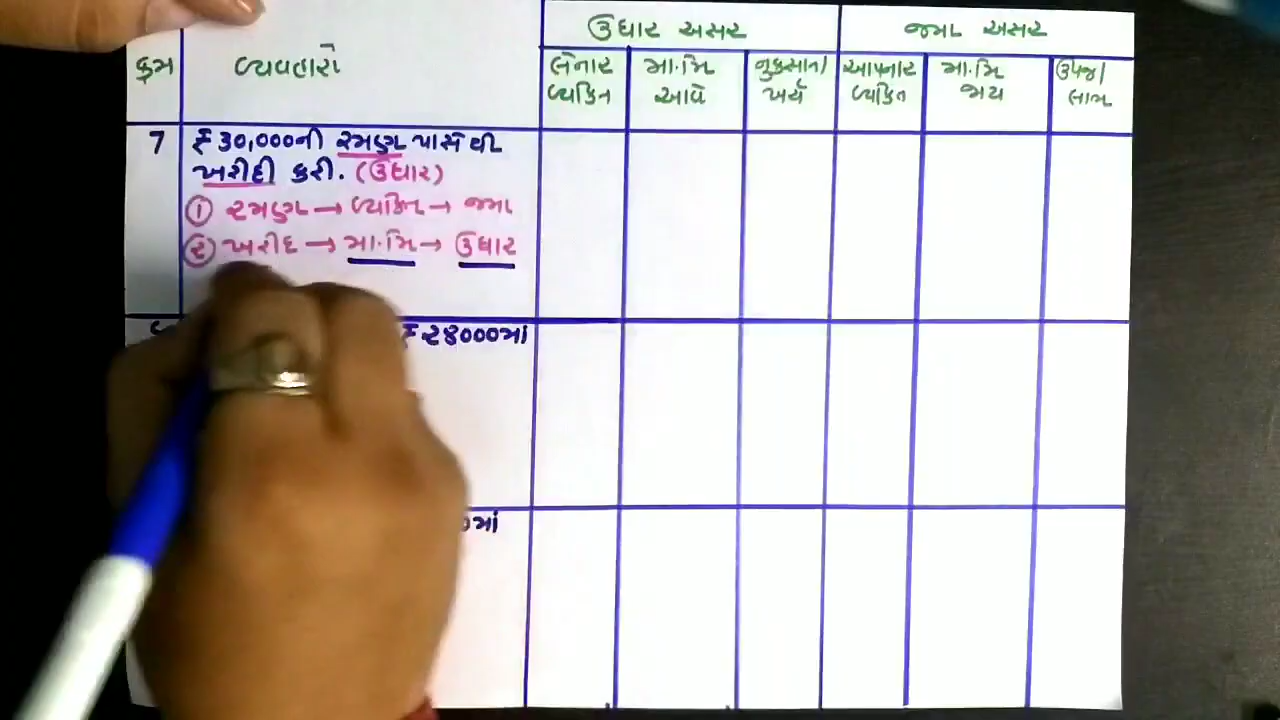 ઉધાર અસર
જમા અસર
ક્રમ
વ્યવહારો
લેનાર
વ્યકિત
મા.મિ
આવે
નુકસાન/
ખર્ચ
આપનાર
વ્યકિત
મા.મિ
જાય
ઉપજ/
લાભ
7 ₹ 30,000ની રમણ પાસેથી
ખરીદી કરી. (ઉધાર)
① રમણ → વ્યકિત → જમા
② ખરીદ → મા.મિ → ઉધાર
₹ ૨8000માં
માં